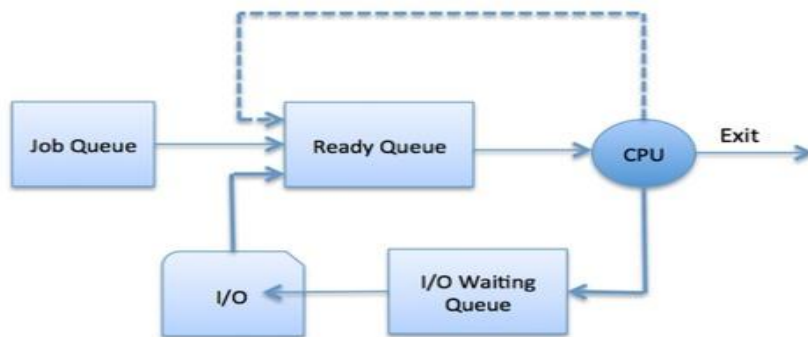 Job Queue
Ready Queue
CPU
Exit
I/O
I/O Waiting
Queue